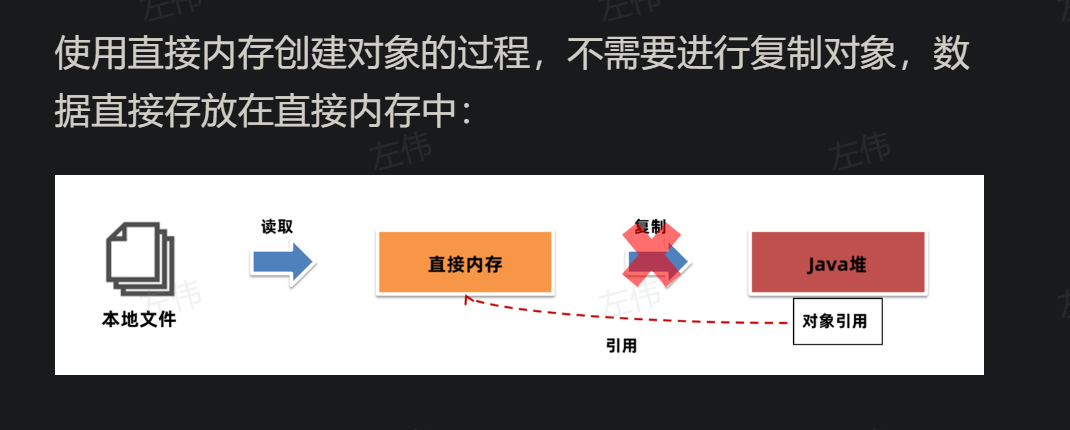 左伟
左伟
使用直接内存创建对象的过程，不需要进行复制对象，数
据直接存放在直接内存中：
左伟
左伟
读取
复制
直接内存
Java堆
左伟
左伟
本地文件
对象引用
引用